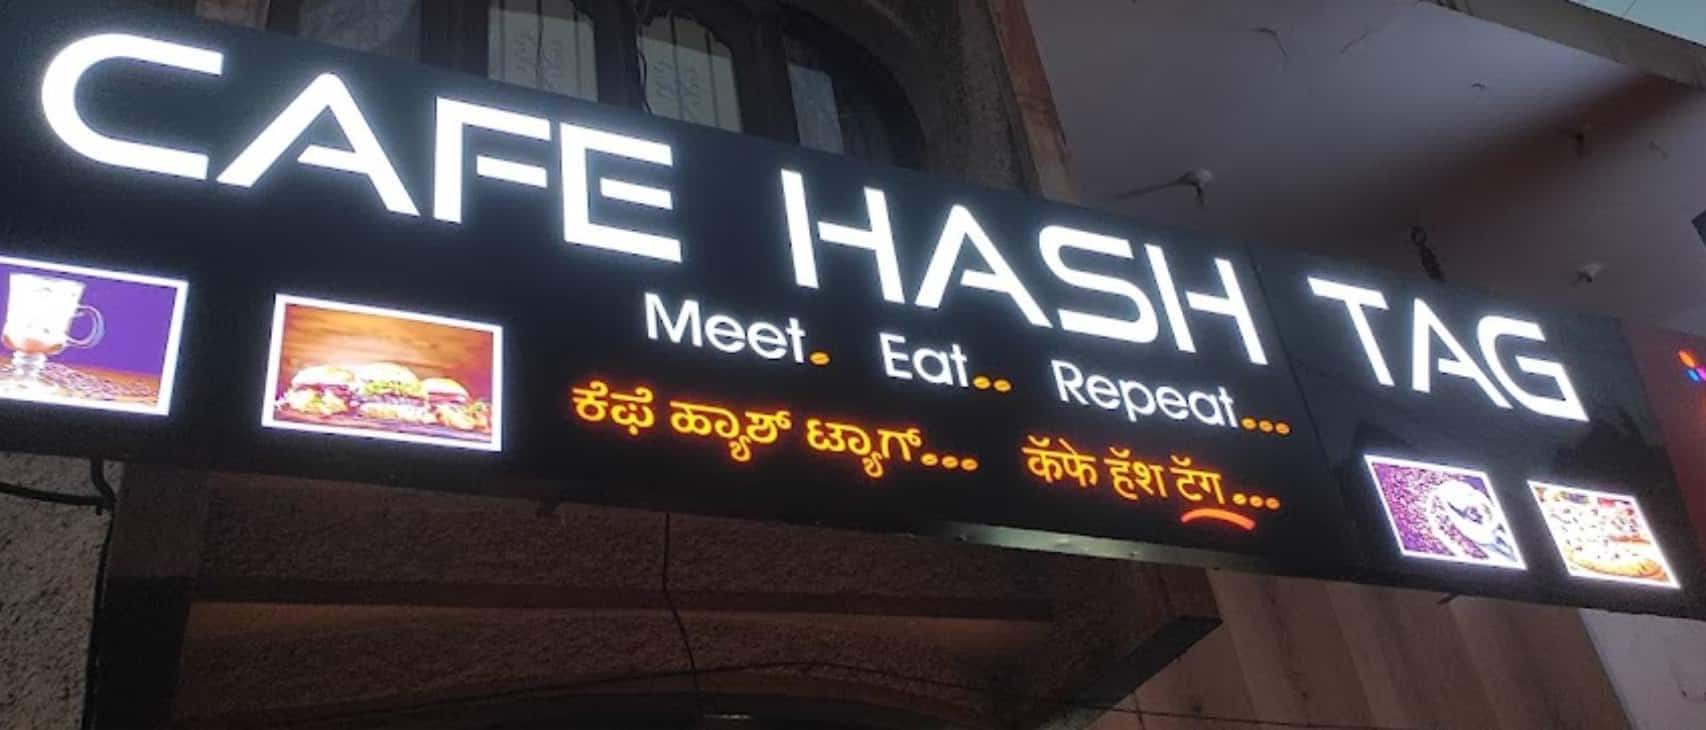 CAFE HASH TAG
Meet. Eat.. Repeat...
ಕೆಫೆ ಹ್ಯಾಶ್ ಟ್ಯಾಗ್... कॅफे हॅश टॅग...